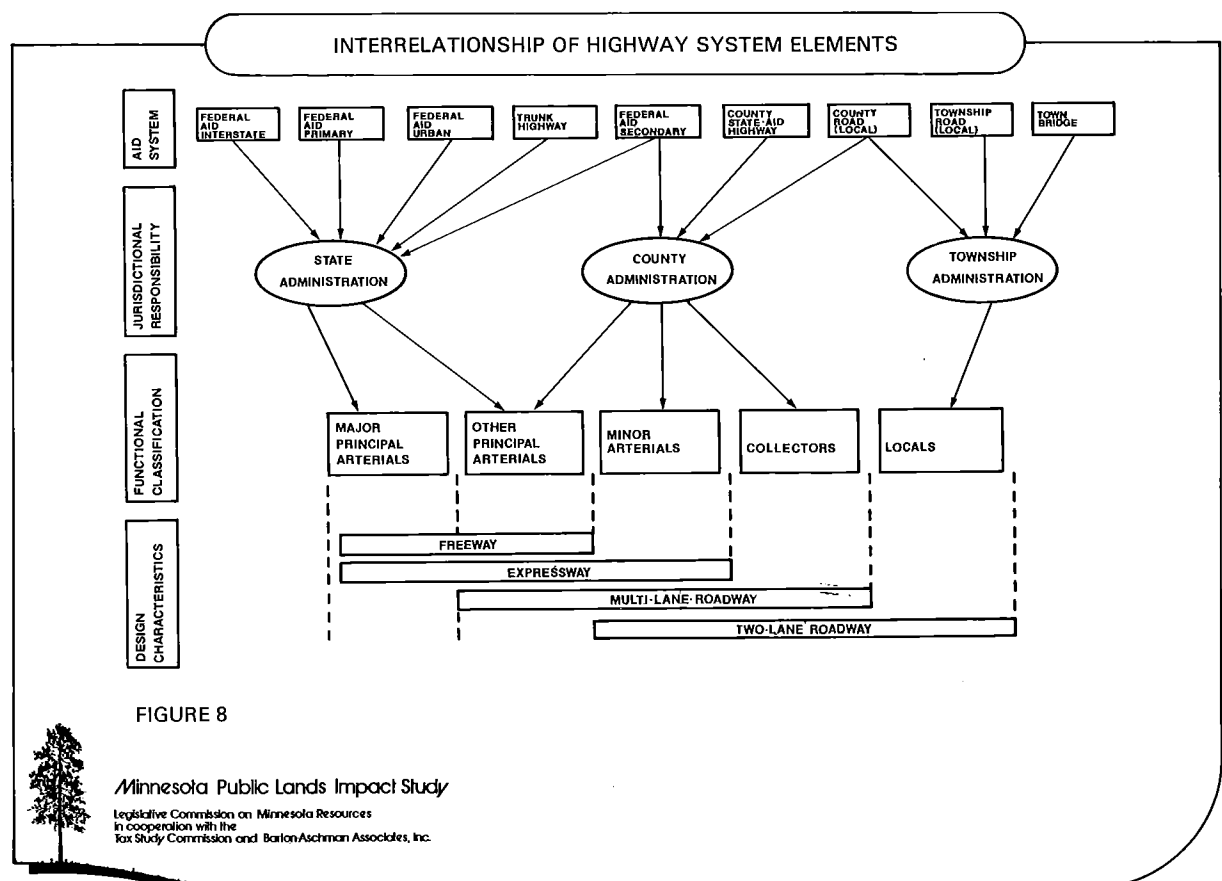 INTERRELATIONSHIP OF HIGHWAY SYSTEM ELEMENTS
AID
SYSTEM
FEDERAL
AID
INTERSTATE
FEDERAL
AID
PRIMARY
FEDERAL
AID
URBAN
TRUNK
HIGHWAY
FEDERAL
AID
SECONDARY
COUNTY
STATE-AID
HIGHWAY
COUNTY
ROAD
(LOCAL)
TOWNSHIP
ROAD
(LOCAL)
TOWN
BRIDGE
JURISDICTIONAL
RESPONSIBILITY
STATE
ADMINISTRATION
COUNTY
ADMINISTRATION
TOWNSHIP
ADMINISTRATION
FUNCTIONAL
CLASSIFICATION
MAJOR
PRINCIPAL
ARTERIALS
OTHER
PRINCIPAL
ARTERIALS
MINOR
ARTERIALS
COLLECTORS
LOCALS
DESIGN
CHARACTERISTICS
FREEWAY
EXPRESSWAY
MULTI-LANE-ROADWAY
TWO-LANE ROADWAY
FIGURE 8
Minnesota Public Lands Impact Study
Legislative Commission on Minnesota Resources
in cooperation with the
Tax Study Commission and Barton-Aschman Associates, Inc.